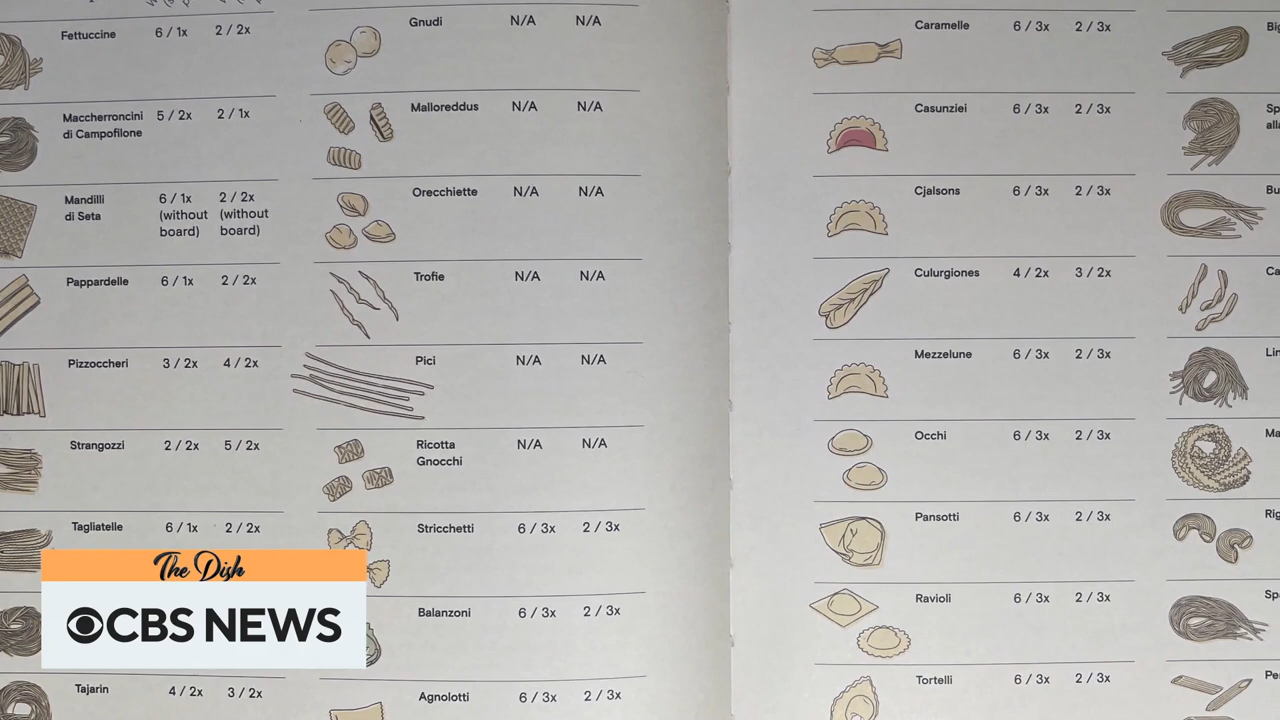 Fettuccine 6 / 1x 2 / 2x
Maccherroncini 5 / 2x 2 / 1x
di Campofilone
Mandilli 6 / 1x 2 / 2x
di Seta (without (without
board) board)
Pappardelle 6 / 1x 2 / 2x
Pizzoccheri 3 / 2x 4 / 2x
Strangozzi 2 / 2x 5 / 2x
Tagliatelle 6 / 1x 2 / 2x
Tajarin 4 / 2x 3 / 2x
Gnudi N/A N/A
Malloreddus N/A N/A
Orecchiette N/A N/A
Trofie N/A N/A
Pici N/A N/A
Ricotta N/A N/A
Gnocchi
Stricchetti 6 / 3x 2 / 3x
Balanzoni 6 / 3x 2 / 3x
Agnolotti 6 / 3x 2 / 3x
Caramelle 6 / 3x 2 / 3x
Casunziei 6 / 3x 2 / 3x
Cjalsons 6 / 3x 2 / 3x
Culurgiones 4 / 2x 3 / 2x
Mezzelune 6 / 3x 2 / 3x
Occhi 6 / 3x 2 / 3x
Pansotti 6 / 3x 2 / 3x
Ravioli 6 / 3x 2 / 3x
Tortelli 6 / 3x 2 / 3x
The Dish
CBS NEWS